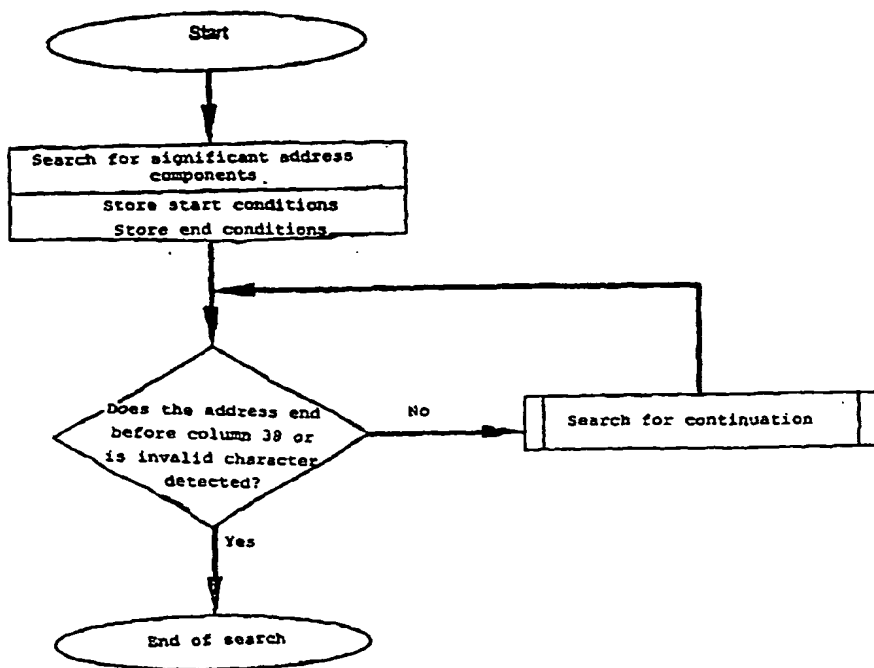 Start
Search for significant address
components
Store start conditions
Store end conditions
Does the address end
before column 38 or
is invalid character
detected?
No
Search for continuation
Yes
End of search